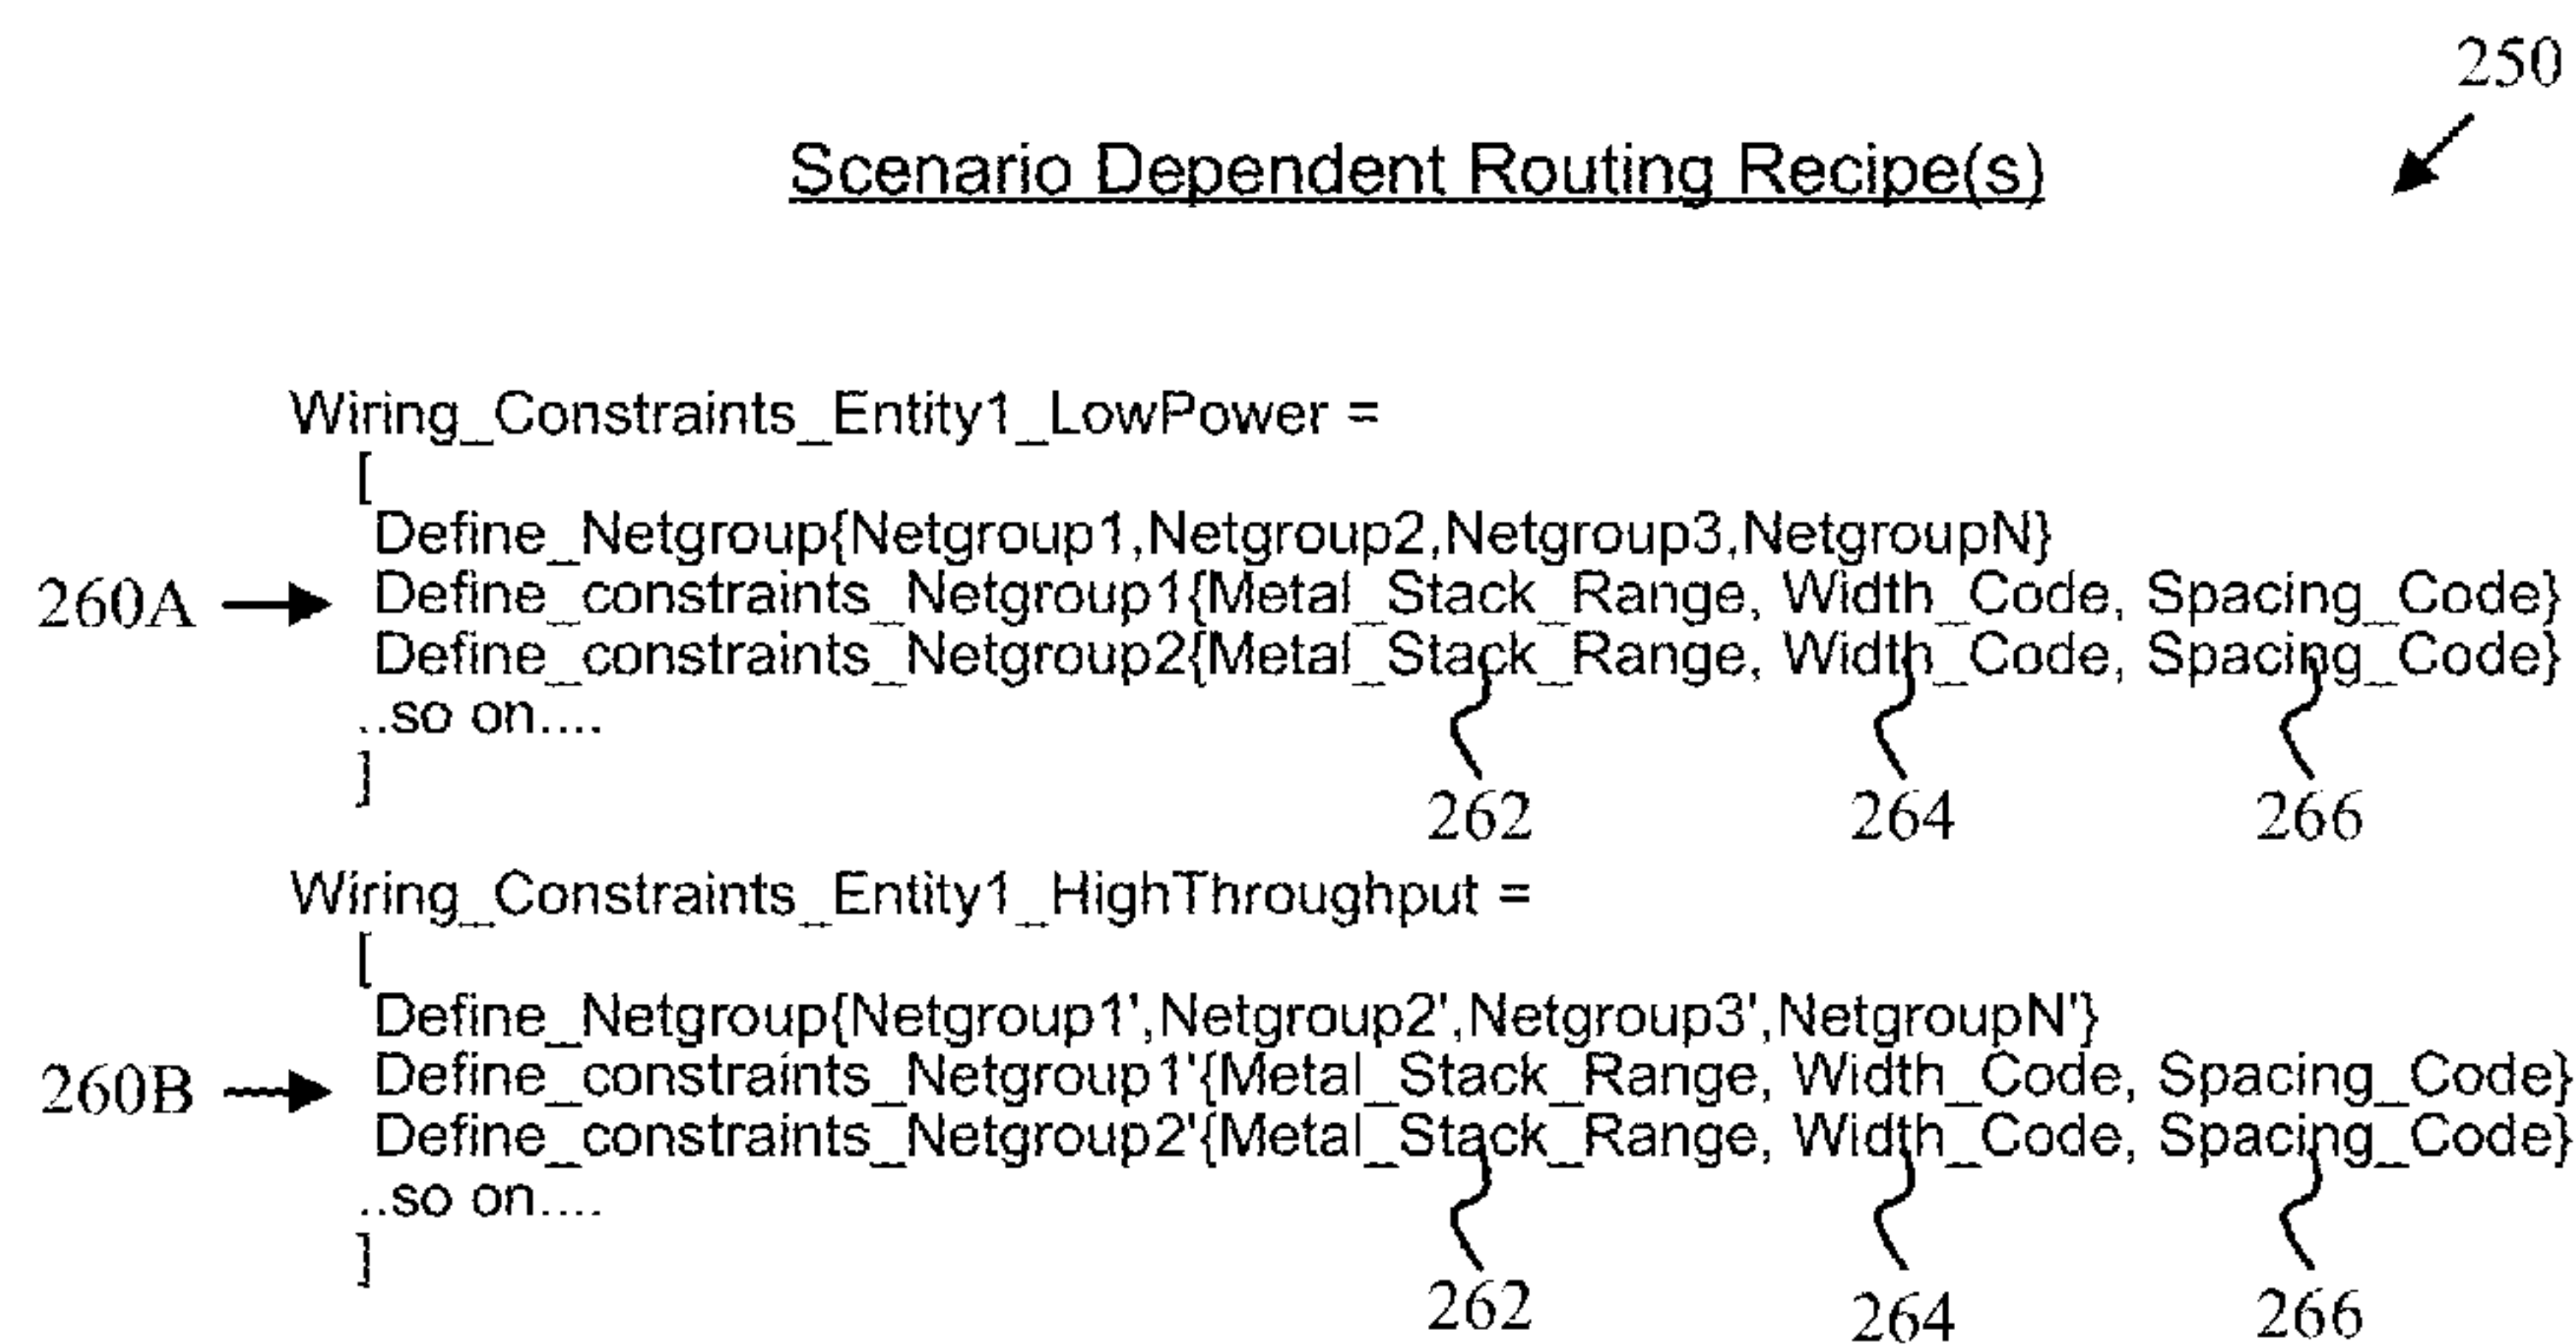 250
Scenario Dependent Routing Recipe(s)
Wiring_Constraints_Entity1_LowPower =
[
Define_Netgroup{Netgroup1,Netgroup2,Netgroup3,NetgroupN}
260A Define_constraints_Netgroup1{Metal_Stack_Range, Width_Code, Spacing_Code}
Define_constraints_Netgroup2{Metal_Stack_Range, Width_Code, Spacing_Code}
..so on....
]
262 264 266
Wiring_Constraints_Entity1_HighThroughput =
[
Define_Netgroup{Netgroup1',Netgroup2',Netgroup3',NetgroupN'}
260B Define_constraints_Netgroup1'{Metal_Stack_Range, Width_Code, Spacing_Code}
Define_constraints_Netgroup2'{Metal_Stack_Range, Width_Code, Spacing_Code}
..so on....
]
262 264 266